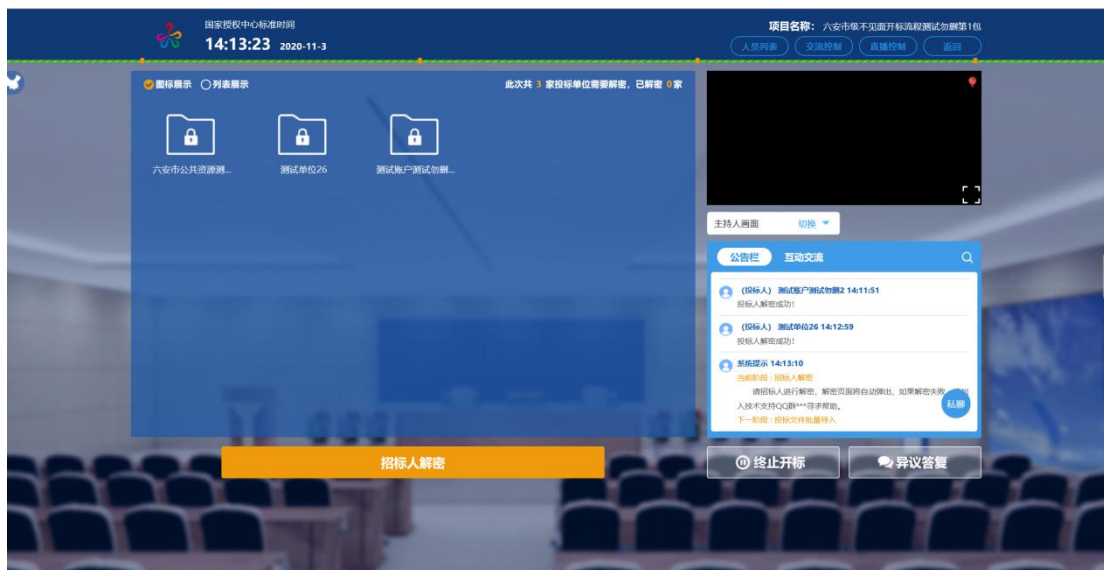 国家授权中心标准时间
14:13:23 2020-11-3
项目名称: 六安市级不见面开标流程测试勿删第1包
人员列表 交流控制 直播控制 返回
图标展示 列表展示 此次共 3 家投标单位需要解密, 已解密 0家
六安市公共资源测... 测试单位26 测试账户测试勿删...
主持人画面 切换
公告栏 互动交流
(投标人) 测试账户测试勿删2 14:11:51
投标人解密成功!
(投标人) 测试单位26 14:12:59
投标人解密成功!
系统提示 14:13:10
当前阶段 : 招标人解密
请招标人进行解密, 解密页面将自动弹出, 如果解密失败
入技术支持QQ群***寻求帮助。
私聊
下一阶段 : 投标文件批量导入
招标人解密
终止开标 异议答复